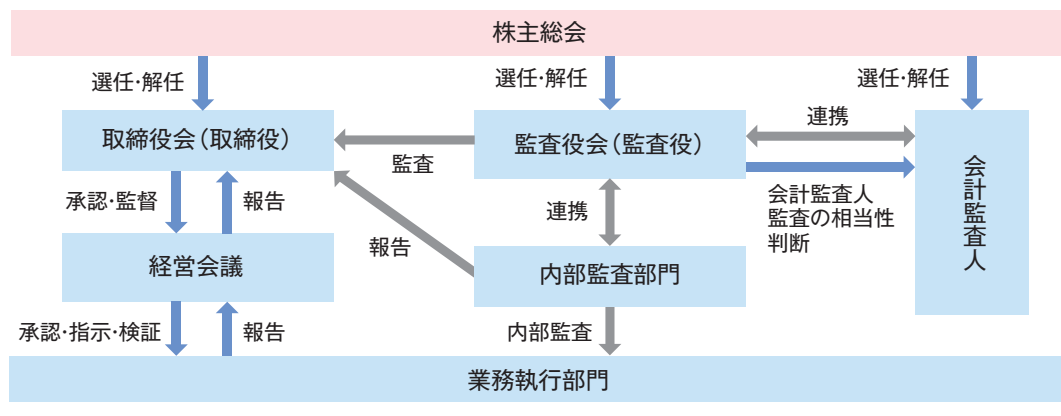 株主総会
選任・解任
選任・解任
選任・解任
取締役会（取締役）
監査役会（監査役）
会計監査人
連携
監査
会計監査人
監査の相当性
判断
承認・監督
報告
連携
報告
経営会議
内部監査部門
承認・指示・検証
報告
内部監査
業務執行部門